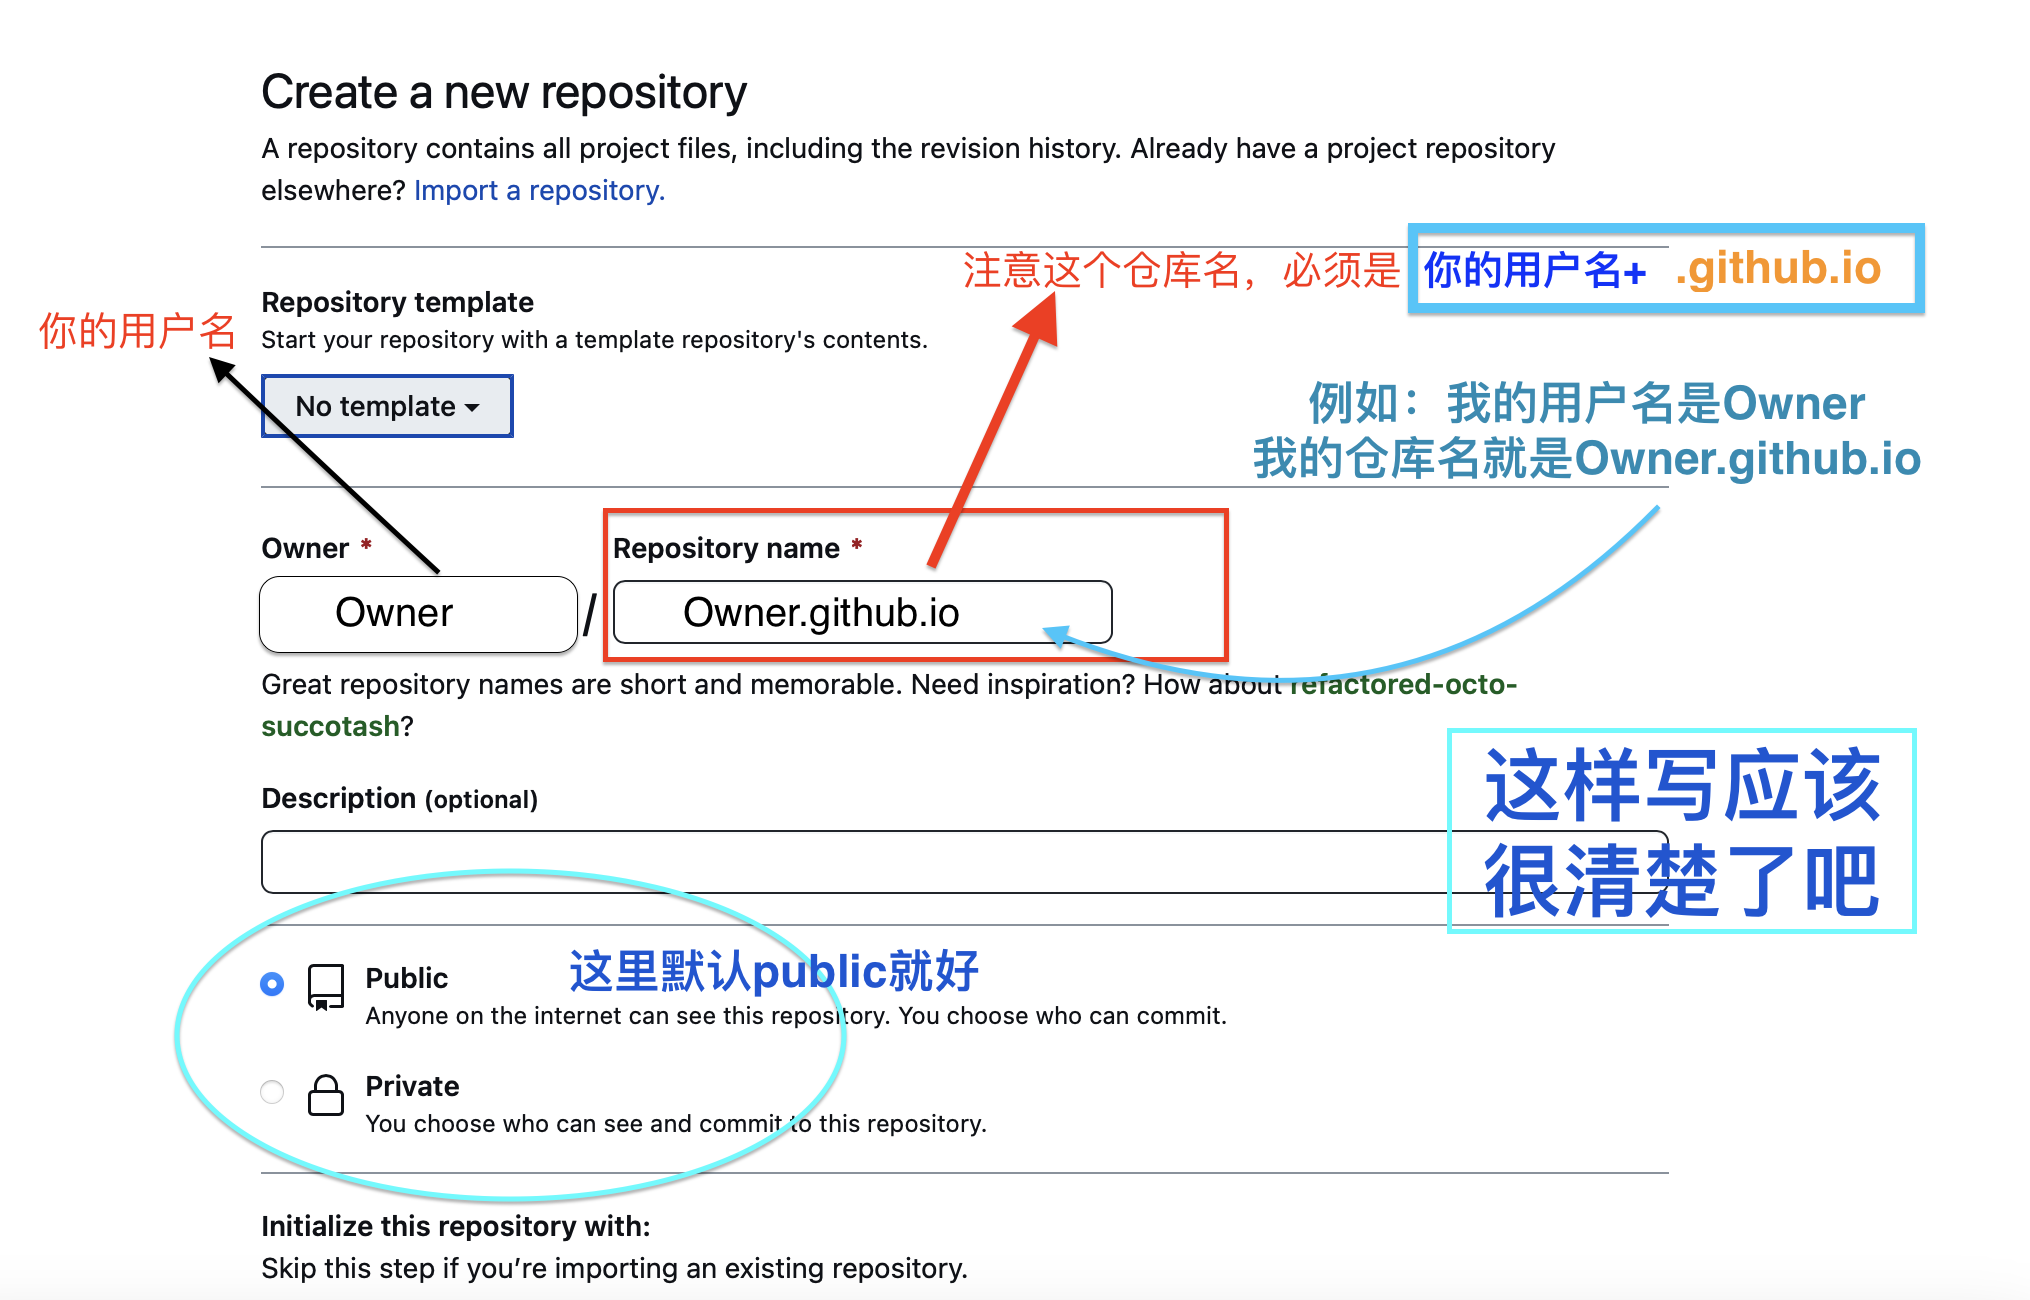 Create a new repository
A repository contains all project files, including the revision history. Already have a project repository
elsewhere? Import a repository.
注意这个仓库名，必须是 你的用户名+ .github.io
Repository template
你的用户名
Start your repository with a template repository's contents.
No template
例如：我的用户名是Owner
我的仓库名就是Owner.github.io
Owner *
Repository name *
Owner / Owner.github.io
Great repository names are short and memorable. Need inspiration? How about refactored-octo-
succotash?
这样写应该
很清楚了吧
Description (optional)
这里默认public就好
Public
Anyone on the internet can see this repository. You choose who can commit.
Private
You choose who can see and commit to this repository.
Initialize this repository with:
Skip this step if you’re importing an existing repository.